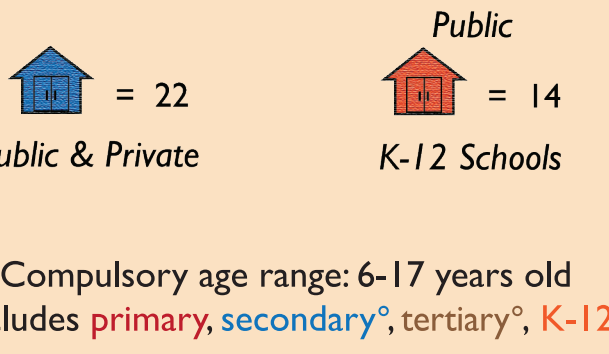 Public
= 22
= 14
ublic & Private
K-12 Schools
Compulsory age range: 6-17 years old
ludes primary, secondary°, tertiary°, K-12